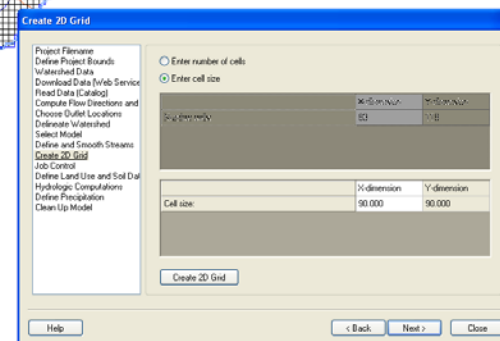 Create 2D Grid
Project Filename
Define Project Bounds
Watershed Data
Download Data (Web Service
Read Data (Catalog)
Compute Flow Directions and
Choose Outlet Locations
Delineate Watershed
Select Model
Define and Smooth Streams
Create 2D Grid
Job Control
Define Land Use and Soil Dat
Hydrologic Computations
Define Precipitation
Clean Up Model
Enter number of cells
Enter cell size
X-dimension Y-dimension
Cell size: 90.000 90.000
Create 2D Grid
Help
< Back
Next >
Close